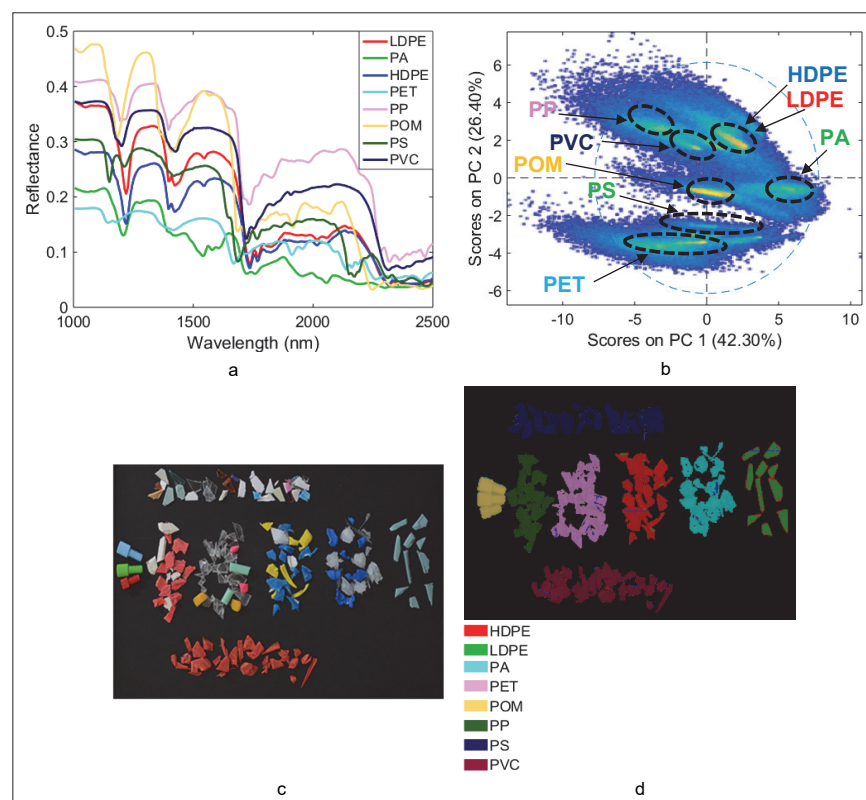 0.5
0.4
0.3
0.2
0.1
0
Reflectance
1000
1500
2000
2500
Wavelength (nm)
LDPE
PA
HDPE
PET
PP
POM
PS
PVC
a
6
4
2
0
-2
-4
-6
Scores on PC 2 (26.40%)
-10
-5
0
5
10
Scores on PC 1 (42.30%)
HDPE
LDPE
PP
PVC
PA
POM
PS
PET
b
c
HDPE
LDPE
PA
PET
POM
PP
PS
PVC
d